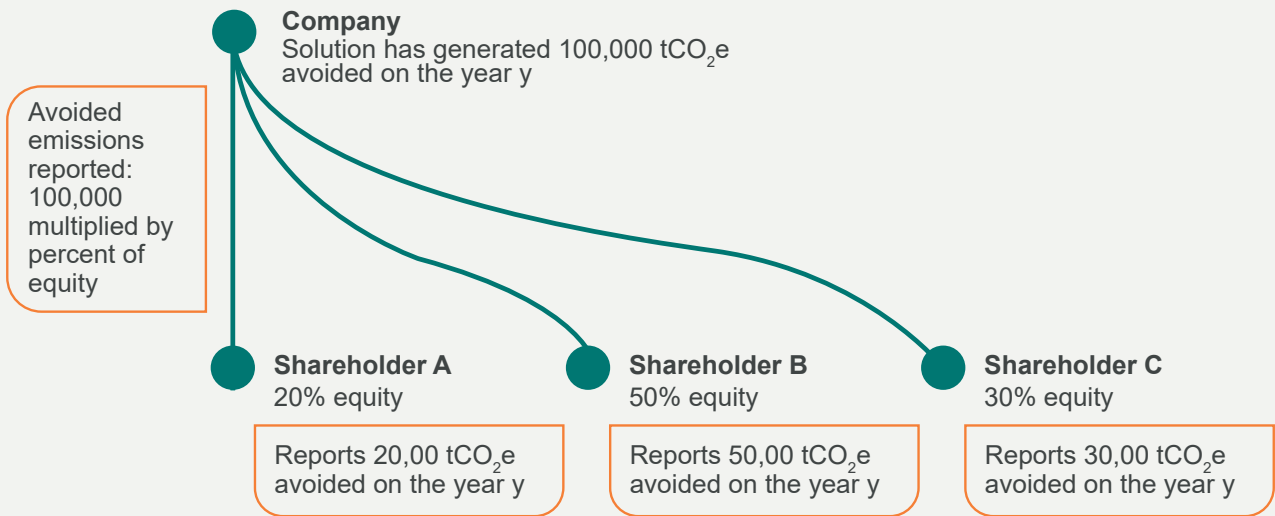 Company
Solution has generated 100,000 tCO₂e
avoided on the year y
Avoided
emissions
reported:
100,000
multiplied by
percent of
equity
Shareholder A
20% equity
Reports 20,00 tCO₂e
avoided on the year y
Shareholder B
50% equity
Reports 50,00 tCO₂e
avoided on the year y
Shareholder C
30% equity
Reports 30,00 tCO₂e
avoided on the year y